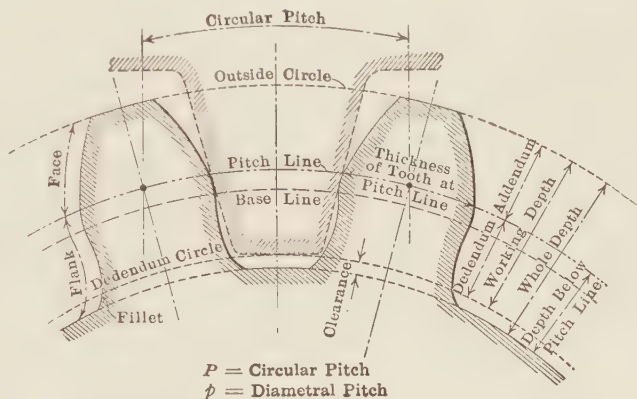 Circular Pitch
Outside Circle
Face
Pitch Line
Thickness
of Tooth at
Pitch Line
Base Line
Addendum
Dedendum
Working Depth
Whole Depth
Depth Below
Pitch Line
Flank
Dedendum Circle
Clearance
Fillet
P = Circular Pitch
p = Diametral Pitch